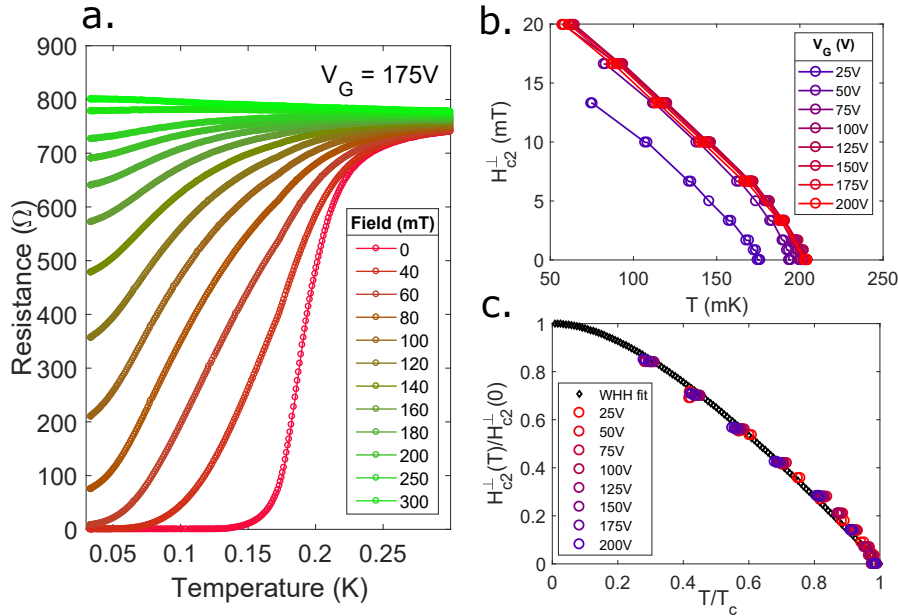 a.
V_G = 175V
900
800
700
600
500
400
300
200
100
0
Resistance (Ω)
0.05 0.1 0.15 0.2 0.25
Temperature (K)
Field (mT)
0
40
60
80
100
120
140
160
180
200
250
300
b.
20
15
10
5
0
H_{c2}^⊥ (mT)
50 100 150 200 250
T (mK)
V_G (V)
25V
50V
75V
100V
125V
150V
175V
200V
c.
1
0.8
0.6
0.4
0.2
0
H_{c2}^⊥(T)/H_{c2}^⊥(0)
0 0.2 0.4 0.6 0.8 1
T/T_c
WHH fit
25V
50V
75V
100V
125V
150V
175V
200V